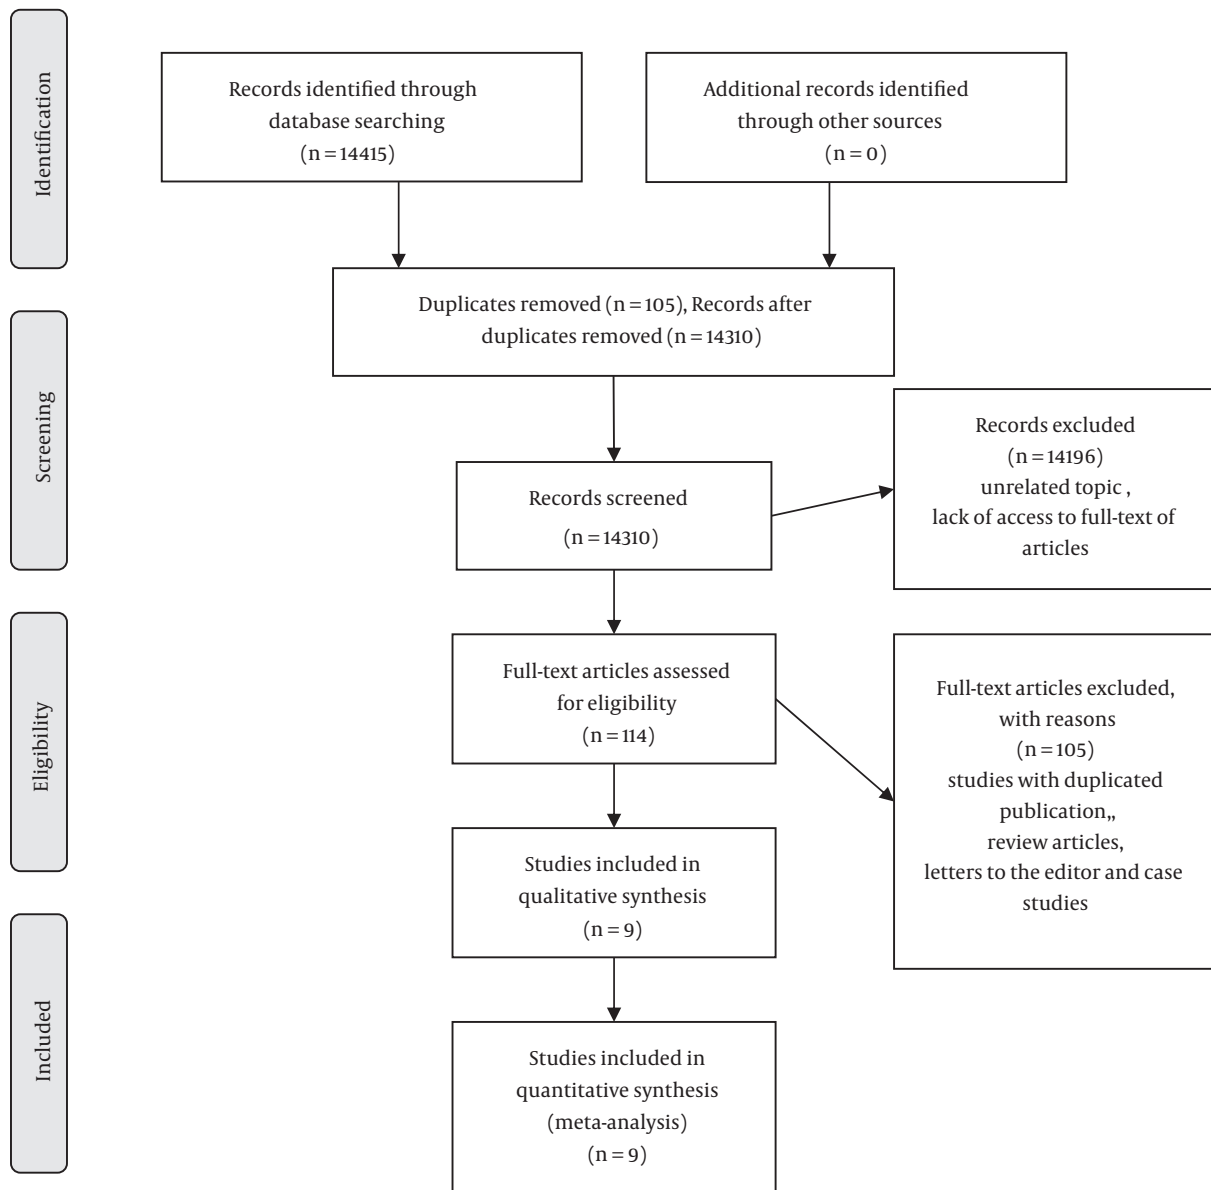 Identification
Records identified through
database searching
(n = 14415)
Additional records identified
through other sources
(n = 0)
Duplicates removed (n = 105), Records after
duplicates removed (n = 14310)
Screening
Records screened
(n = 14310)
Records excluded
(n = 14196)
unrelated topic ,
lack of access to full-text of
articles
Eligibility
Full-text articles assessed
for eligibility
(n = 114)
Full-text articles excluded,
with reasons
(n = 105)
studies with duplicated
publication,,
review articles,
letters to the editor and case
studies
Studies included in
qualitative synthesis
(n = 9)
Included
Studies included in
quantitative synthesis
(meta-analysis)
(n = 9)